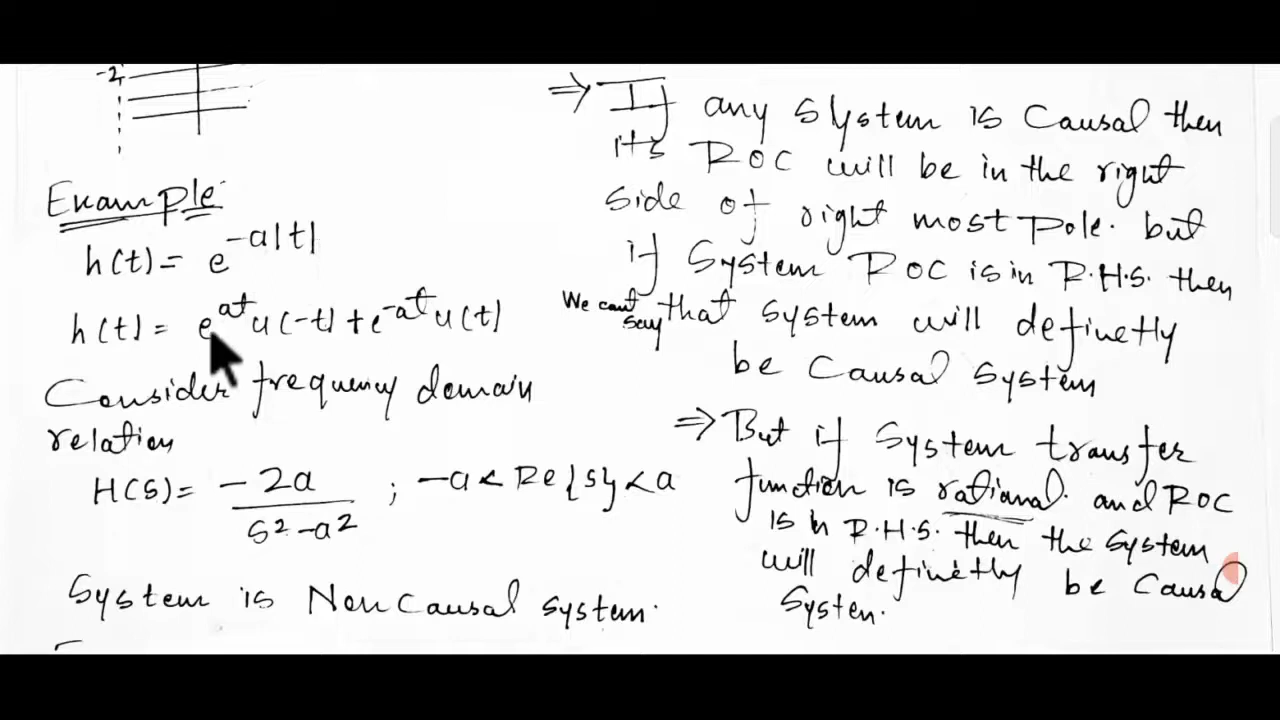 -2
Example
h(t) = e^-a|t|
h(t) = e^at u(-t) + e^-at u(t)
Consider frequency domain
relation
H(s) = -2a / s²-a² ; -a < Re{s} < a
System is Non Causal system.
⇒ If any System is Causal then
its ROC will be in the right
side of right most pole. but
if System ROC is in R.H.S. then
We can't say that system will definetly
be Causal System
⇒ But if System transfer
function is rational. and ROC
is in R.H.S. then the System
will definetly be Causal
System.